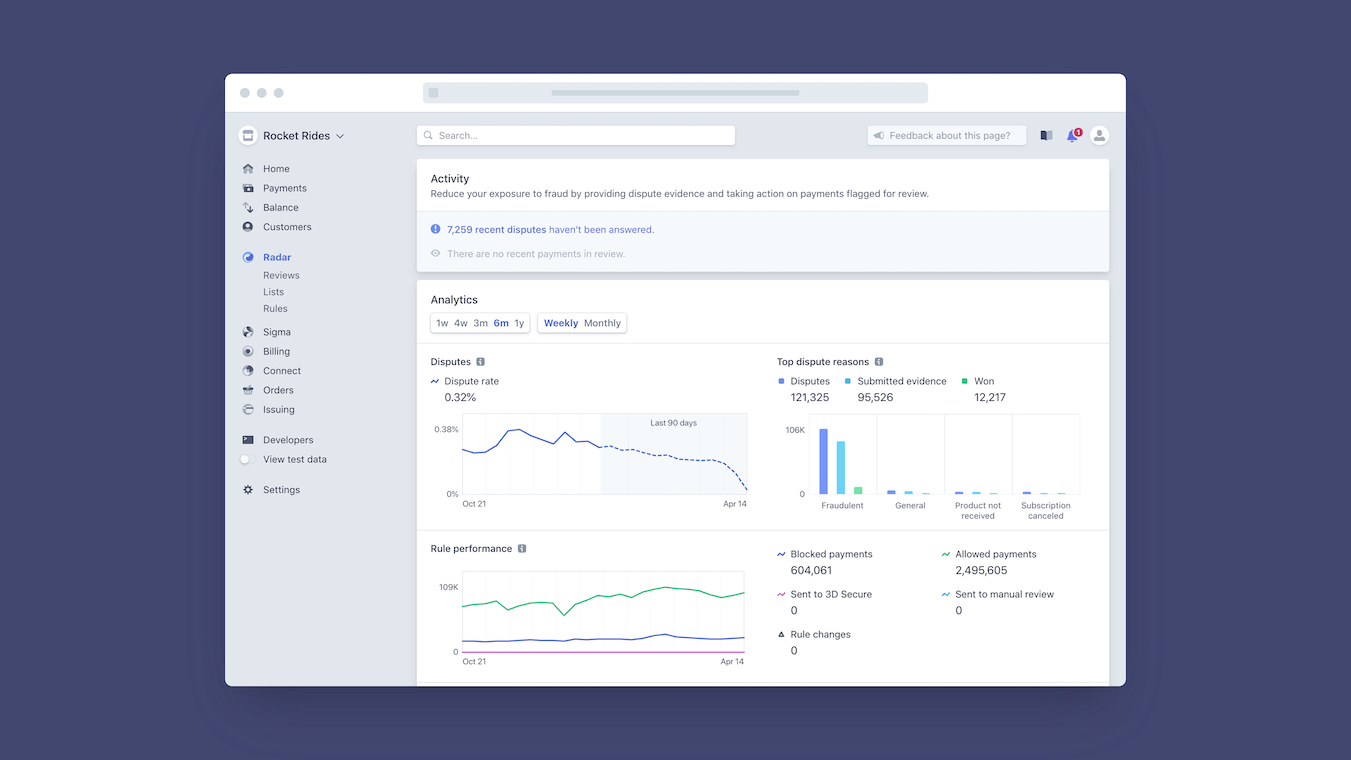 Rocket Rides
Search...
Feedback about this page?
1
Home
Payments
Balance
Customers
Radar
Reviews
Lists
Rules
Sigma
Billing
Connect
Orders
Issuing
Developers
View test data
Settings
Activity
Reduce your exposure to fraud by providing dispute evidence and taking action on payments flagged for review.
7,259 recent disputes haven't been answered.
There are no recent payments in review.
Analytics
1w 4w 3m 6m 1y
Weekly Monthly
Disputes
Dispute rate
0.32%
Last 90 days
0.38%
0%
Oct 21
Apr 14
Top dispute reasons
Disputes
121,325
Submitted evidence
95,526
Won
12,217
106K
0
Fraudulent
General
Product not
received
Subscription
canceled
Rule performance
109K
0
Oct 21
Apr 14
Blocked payments
604,061
Allowed payments
2,495,605
Sent to 3D Secure
0
Sent to manual review
0
Rule changes
0